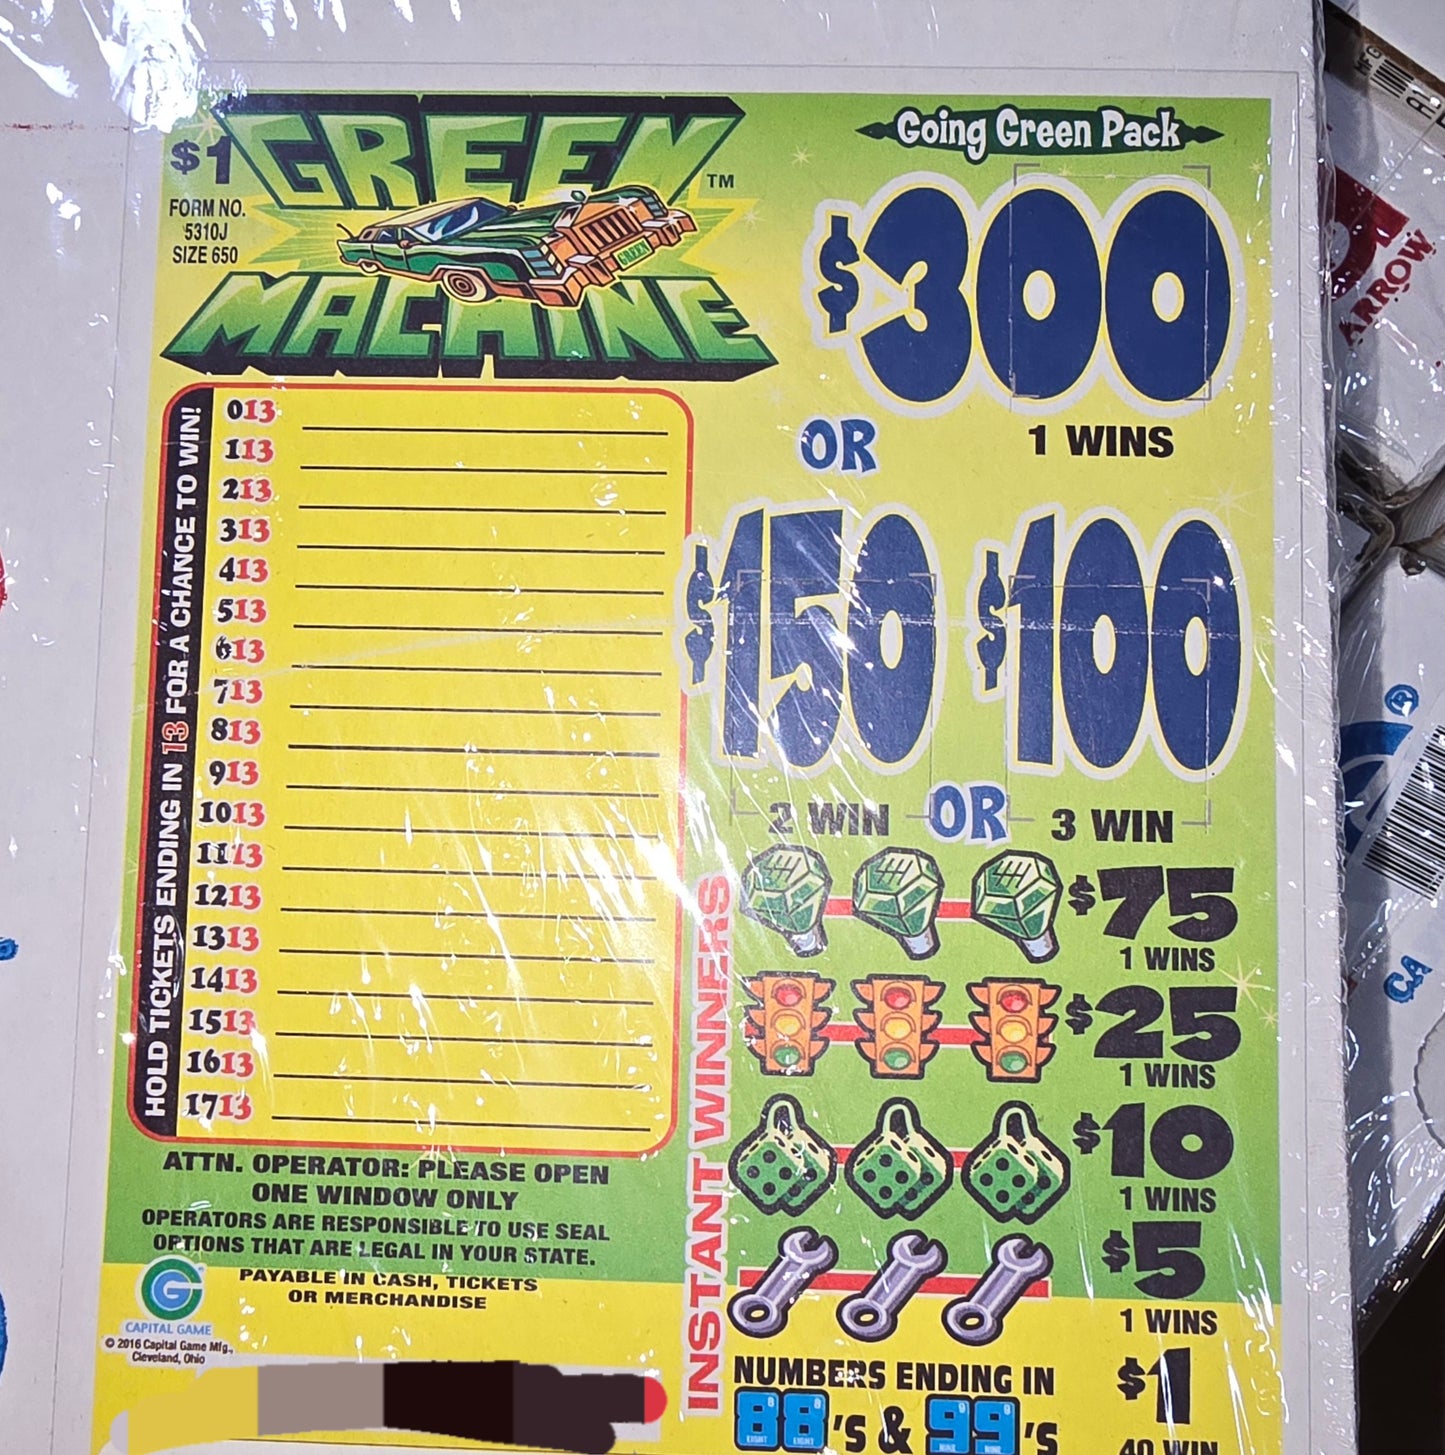 $1
GREEN
MACHINE
TM
FORM NO.
5310J
SIZE 650
GREEN
Going Green Pack
$300
1 WINS
OR
$150
2 WIN
OR
$100
3 WIN
HOLD TICKETS ENDING IN 13 FOR A CHANCE TO WIN!
013
113
213
313
413
513
613
713
813
913
1013
1113
1213
1313
1413
1513
1613
1713
INSTANT WINNERS
$75
1 WINS
$25
1 WINS
$10
1 WINS
$5
1 WINS
NUMBERS ENDING IN
88'S & 99'S
$1
40 WIN
ATTN. OPERATOR: PLEASE OPEN
ONE WINDOW ONLY
OPERATORS ARE RESPONSIBLE TO USE SEAL
OPTIONS THAT ARE LEGAL IN YOUR STATE.
PAYABLE IN CASH, TICKETS
OR MERCHANDISE
CAPITAL GAME
© 2016 Capital Game Mfg.,
Cleveland, Ohio
ARROW
CA